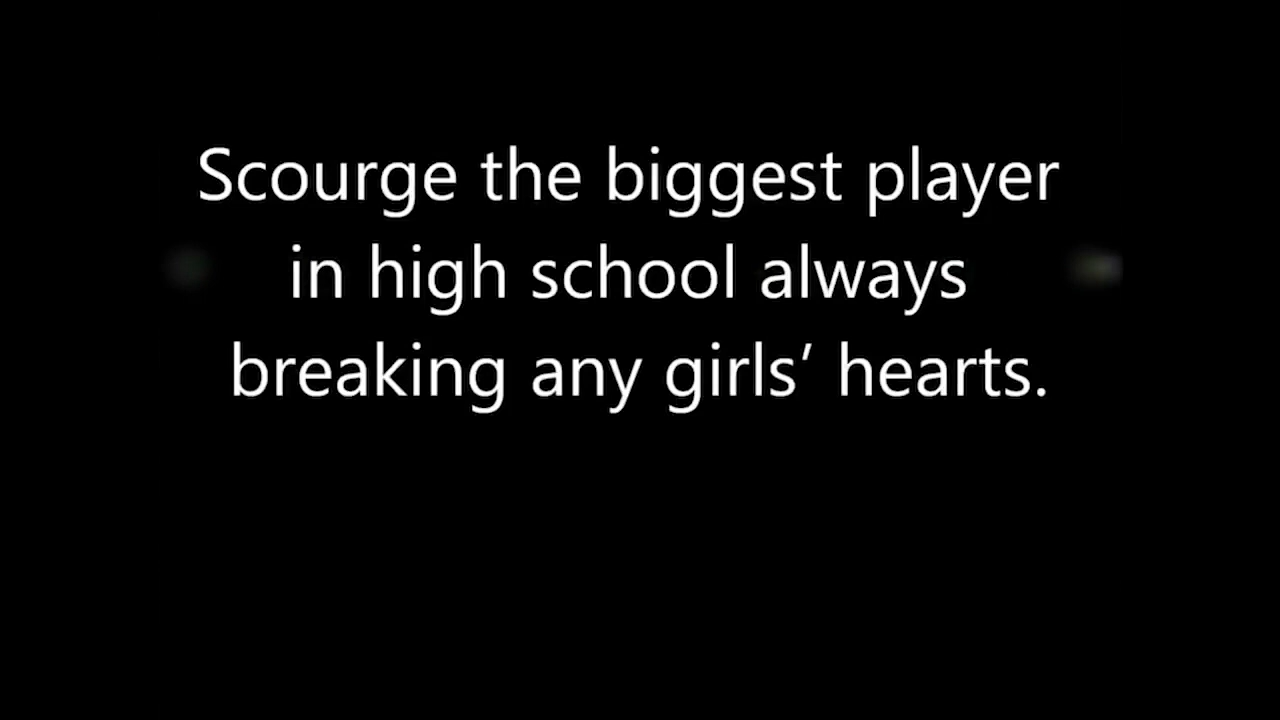 Scourge the biggest player
in high school always
breaking any girls’ hearts.